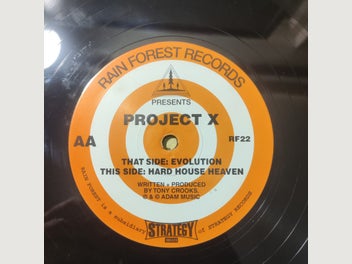 RAIN FOREST RECORDS
PRESENTS
PROJECT X
AA
RF22
THAT SIDE: EVOLUTION
THIS SIDE: HARD HOUSE HEAVEN
WRITTEN & PRODUCED
BY TONY CROOKS.
℗ & © ADAM MUSIC
STRATEGY
RAIN FOREST is a subsidiary of STRATEGY RECORDS